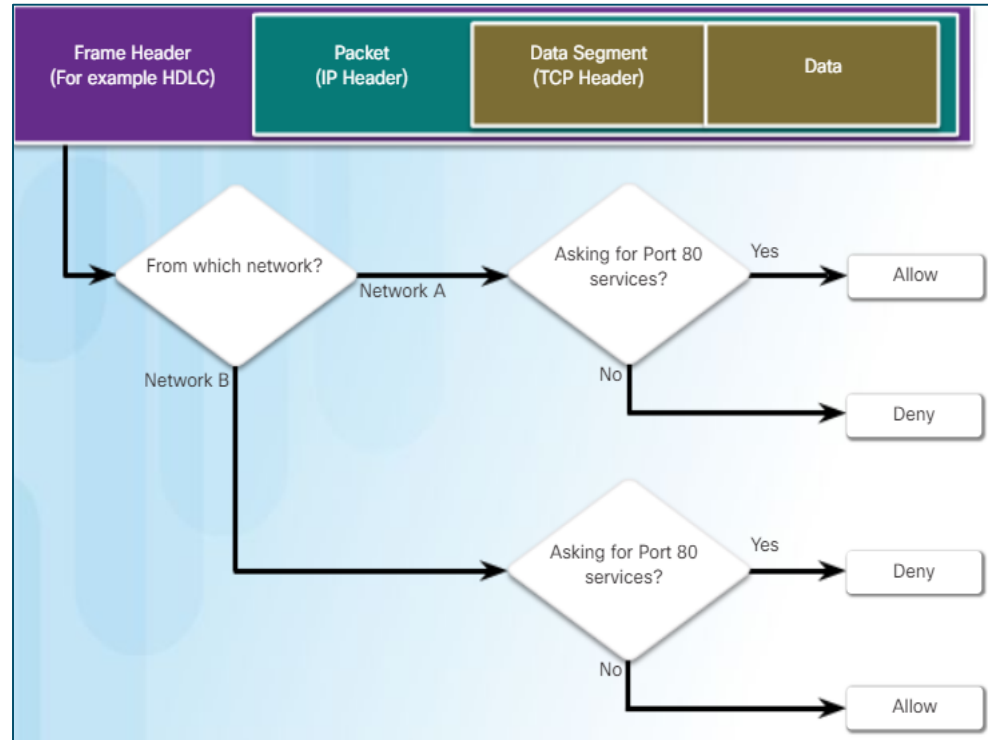 Frame Header
(For example HDLC)
Packet
(IP Header)
Data Segment
(TCP Header)
Data
From which network?
Network A
Asking for Port 80
services?
Yes
Allow
No
Deny
Network B
Asking for Port 80
services?
Yes
Deny
No
Allow